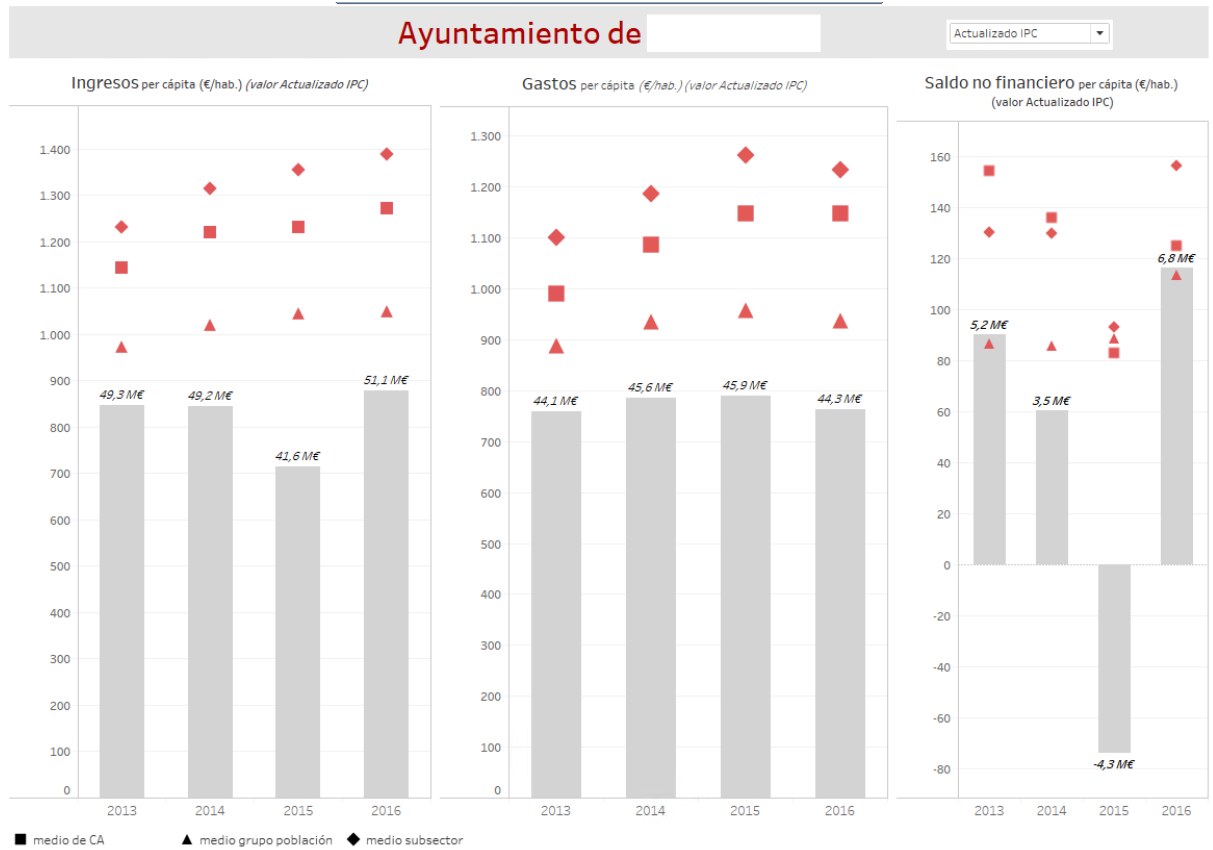 Ayuntamiento de
Actualizado IPC
Ingresos per cápita (€/hab.) (valor Actualizado IPC)
1.400
1.300
1.200
1.100
1.000
900
800
700
600
500
400
300
200
100
0
49,3 M€
49,2 M€
41,6 M€
51,1 M€
2013
2014
2015
2016
Gastos per cápita (€/hab.) (valor Actualizado IPC)
1.300
1.200
1.100
1.000
900
800
700
600
500
400
300
200
100
0
44,1 M€
45,6 M€
45,9 M€
44,3 M€
2013
2014
2015
2016
Saldo no financiero per cápita (€/hab.)
(valor Actualizado IPC)
160
140
120
100
80
60
40
20
0
-20
-40
-60
-80
5,2 M€
3,5 M€
-4,3 M€
6,8 M€
2013
2014
2015
2016
medio de CA
medio grupo población
medio subsector